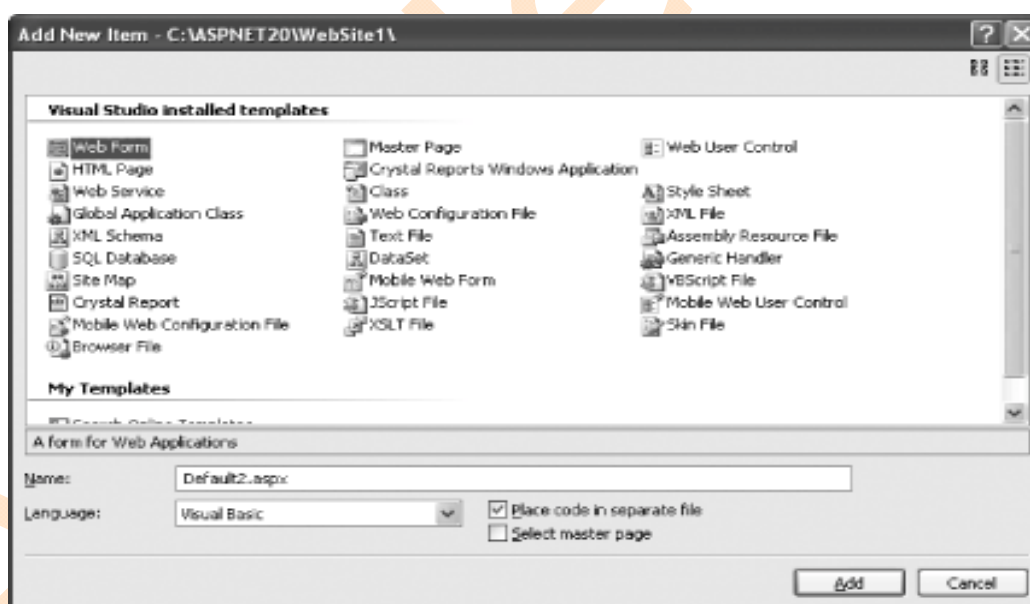 Add New Item - C:\ASPNET20\WebSite1\
Visual Studio installed templates
Web Form Master Page Web User Control
HTML Page Crystal Reports Windows Application
Web Service Class Style Sheet
Global Application Class Web Configuration File XML File
XML Schema Text File Assembly Resource File
SQL Database DataSet Generic Handler
Site Map Mobile Web Form VBScript File
Crystal Report JScript File Mobile Web User Control
Mobile Web Configuration File XSLT File Skin File
Browser File
My Templates
Search Online Templates
A form for Web Applications
Name: Default2.aspx
Language: Visual Basic Place code in separate file
Select master page
Add Cancel